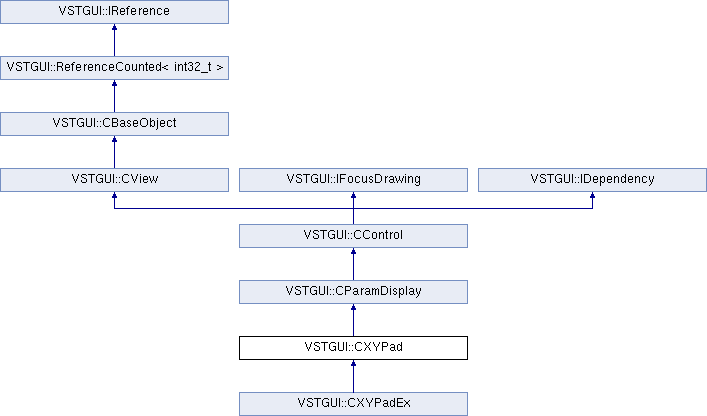 VSTGUI::IReference
VSTGUI::ReferenceCounted< int32_t >
VSTGUI::CBaseObject
VSTGUI::CView
VSTGUI::IFocusDrawing
VSTGUI::IDependency
VSTGUI::CControl
VSTGUI::CParamDisplay
VSTGUI::CXYPad
VSTGUI::CXYPadEx